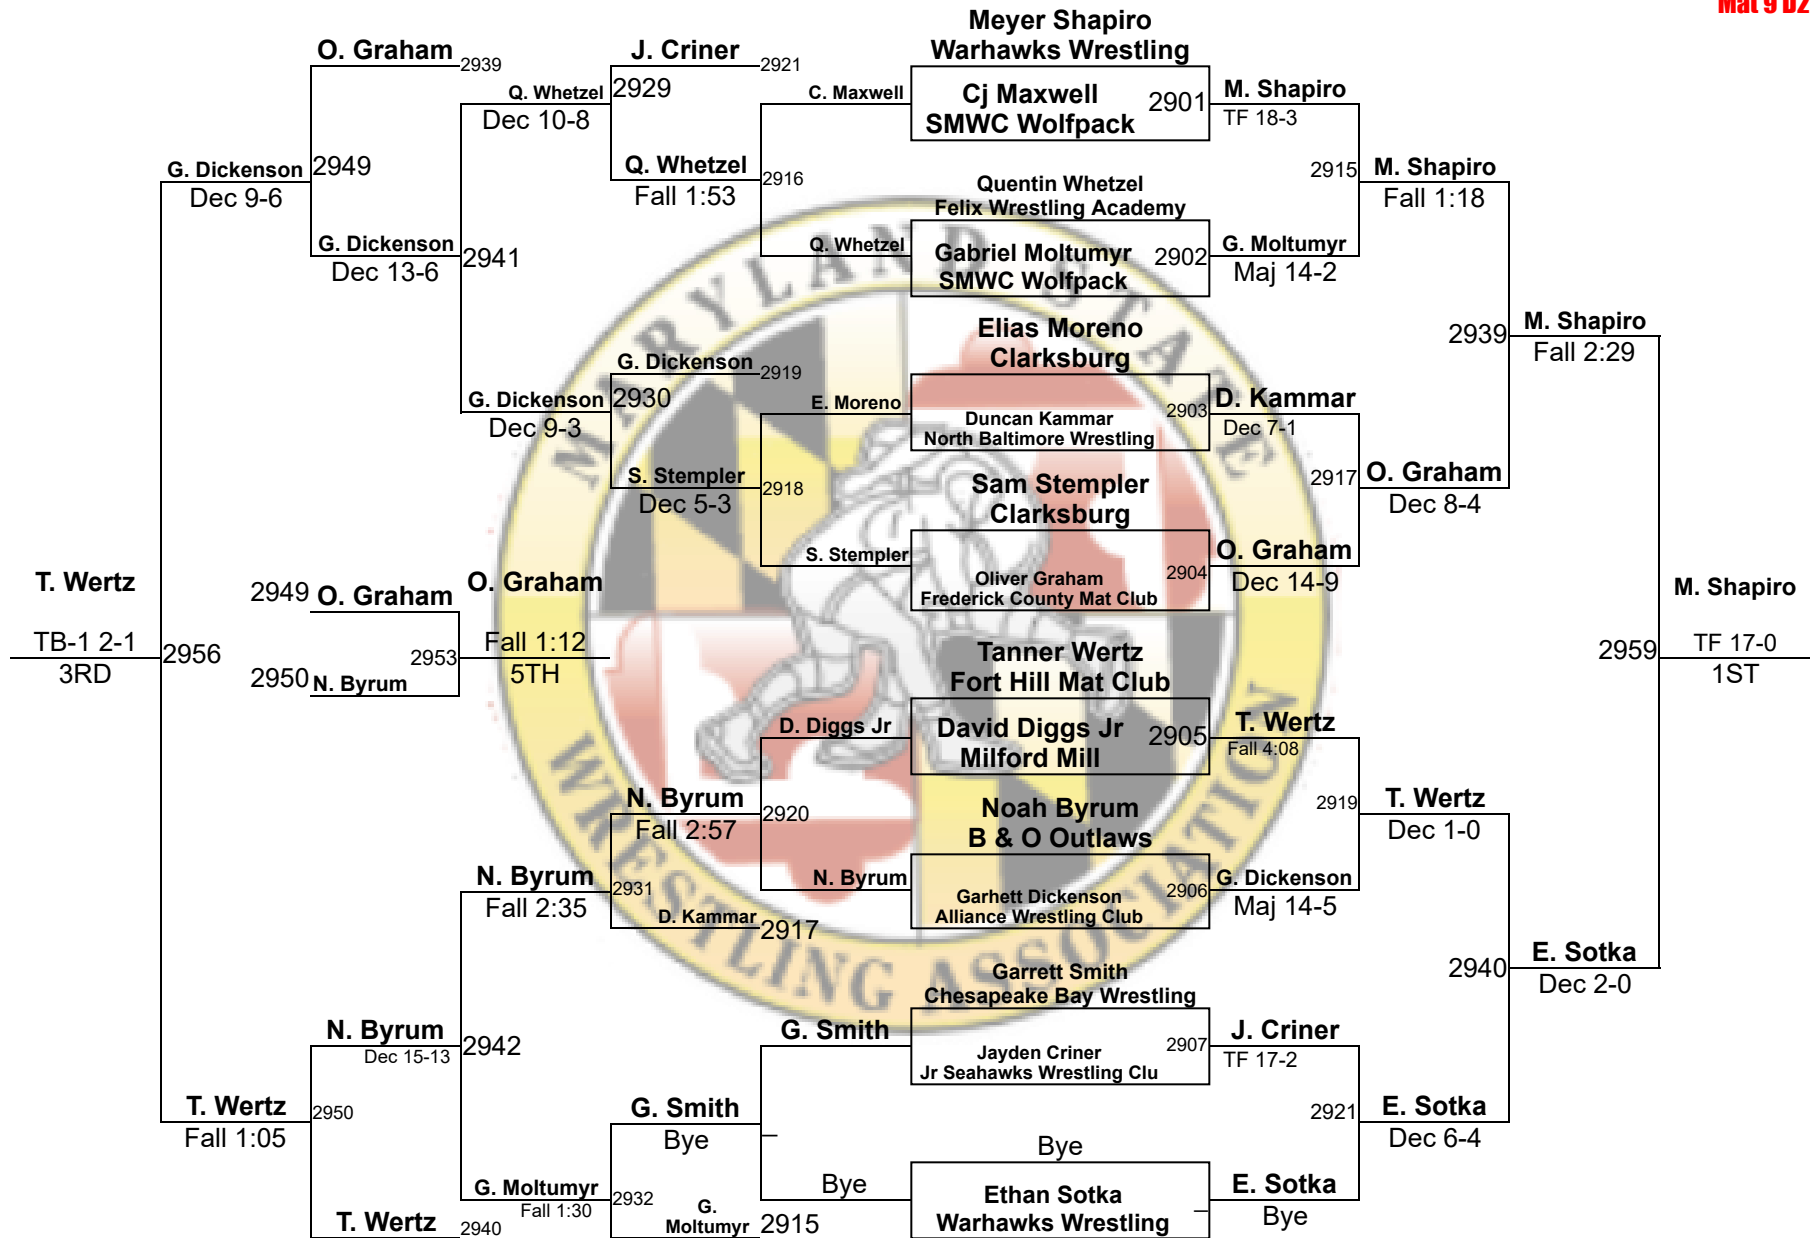 Mat 9 D2
Meyer Shapiro
Warhawks Wrestling
O. Graham 2939
J. Criner 2921
Q. Whetzel 2929
Dec 10-8
C. Maxwell
Cj Maxwell
SMWC Wolfpack
2901
M. Shapiro
TF 18-3
G. Dickenson 2949
Dec 9-6
Q. Whetzel 2916
Fall 1:53
2915 M. Shapiro
Fall 1:18
Quentin Whetzel
Felix Wrestling Academy
G. Dickenson 2941
Dec 13-6
Q. Whetzel
Gabriel Moltumyr
SMWC Wolfpack
2902
G. Moltumyr
Maj 14-2
Elias Moreno
Clarksburg
2939 M. Shapiro
Fall 2:29
G. Dickenson 2919
G. Dickenson 2930
Dec 9-3
E. Moreno
Duncan Kammar
North Baltimore Wrestling
2903
D. Kammar
Dec 7-1
S. Stempler 2918
Dec 5-3
Sam Stempler
Clarksburg
2917 O. Graham
Dec 8-4
S. Stempler
Oliver Graham
Frederick County Mat Club
2904
O. Graham
Dec 14-9
T. Wertz
TB-1 2-1
3RD
2956
2949 O. Graham
2950 N. Byrum
2953
O. Graham
Fall 1:12
5TH
M. Shapiro
2959 TF 17-0
1ST
Tanner Wertz
Fort Hill Mat Club
D. Diggs Jr
David Diggs Jr
Milford Mill
2905
T. Wertz
Fall 4:08
N. Byrum 2920
Fall 2:57
2919 T. Wertz
Dec 1-0
Noah Byrum
B & O Outlaws
N. Byrum 2931
Fall 2:35
N. Byrum
Garhett Dickenson
Alliance Wrestling Club
2906
G. Dickenson
Maj 14-5
D. Kammar 2917
Garrett Smith
Chesapeake Bay Wrestling
2940 E. Sotka
Dec 2-0
N. Byrum 2942
Dec 15-13
G. Smith
Jayden Criner
Jr Seahawks Wrestling Clu
2907
J. Criner
TF 17-2
T. Wertz 2950
Fall 1:05
G. Smith
Bye
2921 E. Sotka
Dec 6-4
Bye
G. Moltumyr 2932
Fall 1:30
G.
Moltumyr 2915
Bye
Ethan Sotka
Warhawks Wrestling
E. Sotka
Bye
T. Wertz 2940
MARYLAND STATE
WRESTLING ASSOCIATION